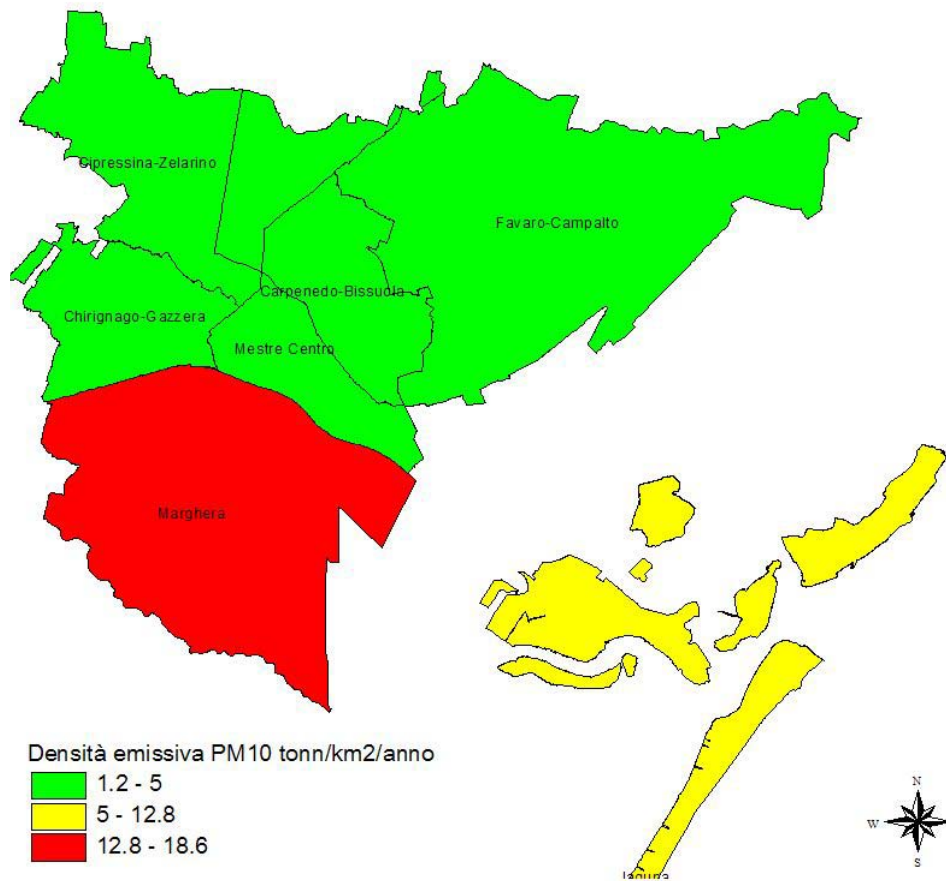 Cipressina-Zelarino
Favaro-Campalto
Carpenedo-Bissuola
Chirignago-Gazzera
Mestre Centro
Marghera
Densità emissiva PM10 tonn/km2/anno
1.2 - 5
5 - 12.8
12.8 - 18.6
N
W
S
laguna